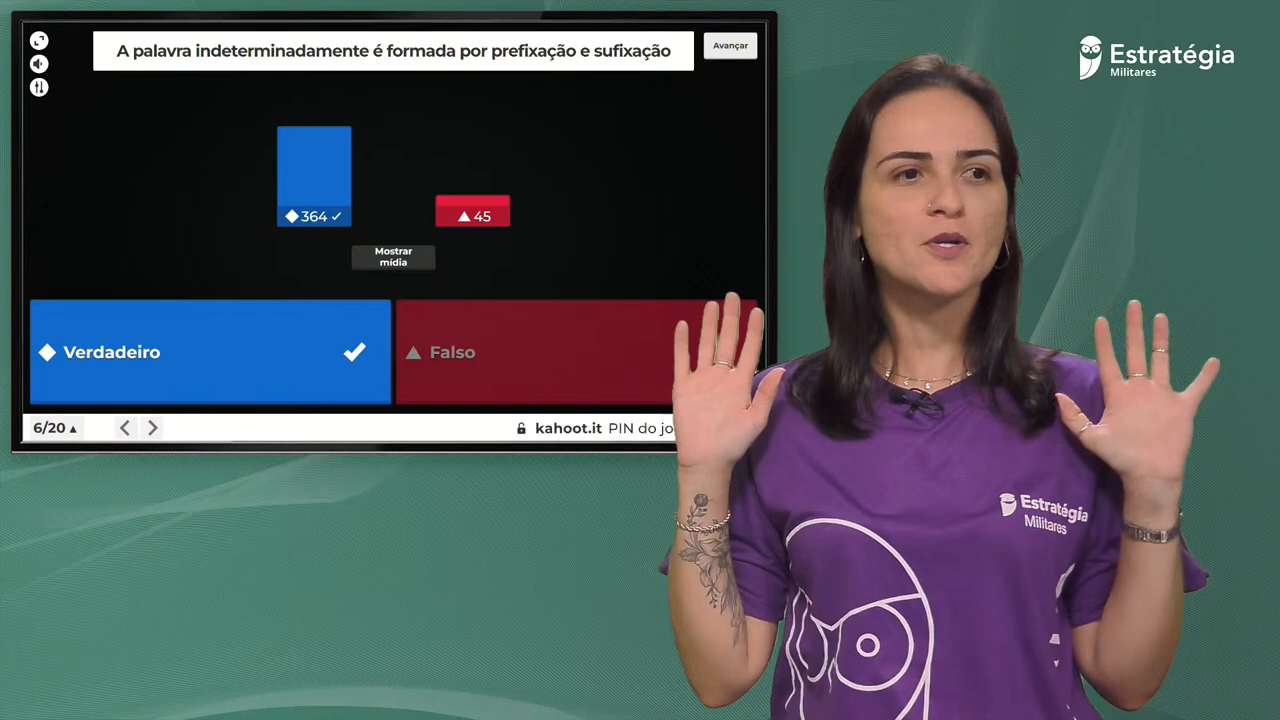 A palavra indeterminadamente é formada por prefixação e sufixação
Avançar
364
45
Mostrar
mídia
Verdadeiro
Falso
6/20
kahoot.it PIN do jo
Estratégia
Militares
Estratégia
Militares